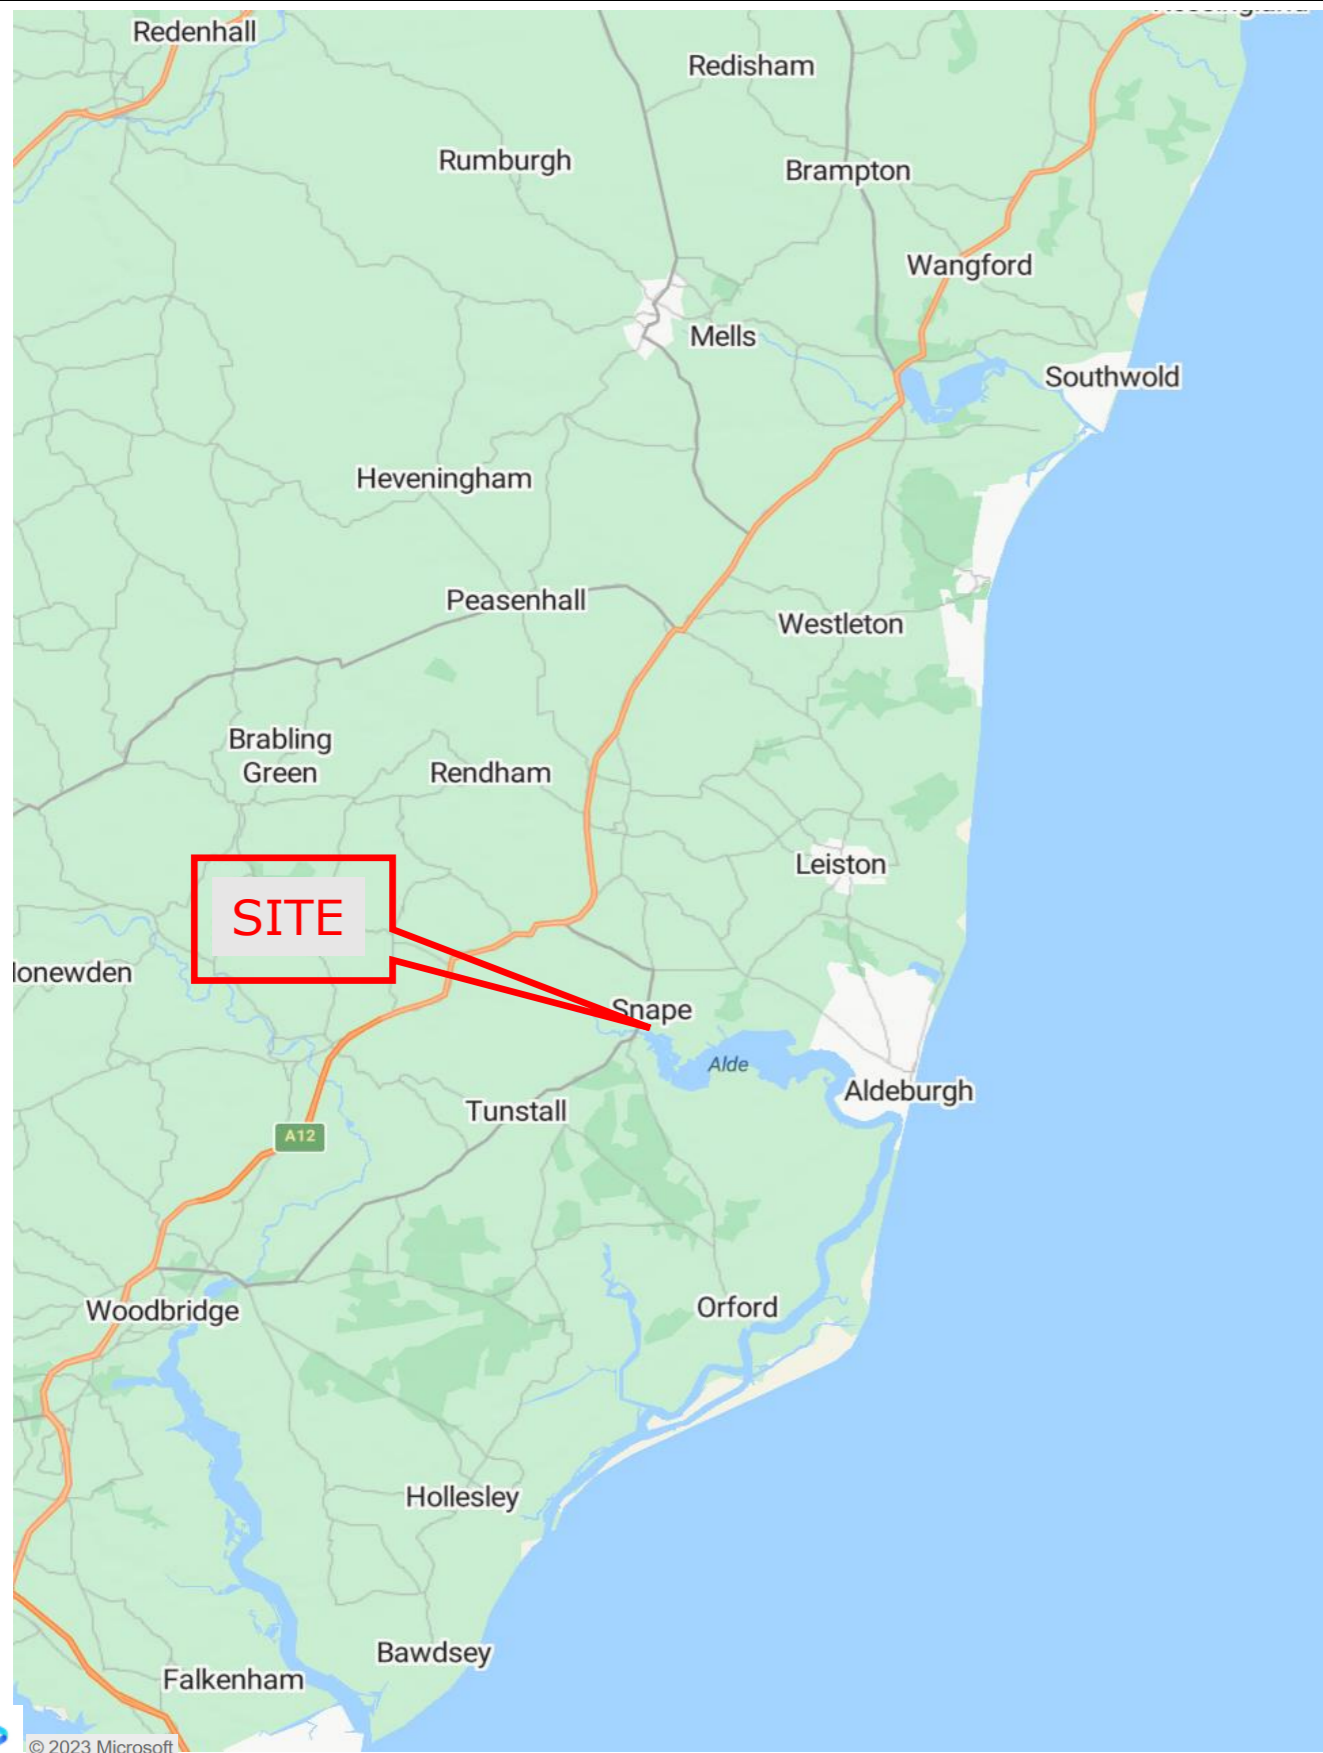 Redenhall
Redisham
Rumburgh
Brampton
Wangford
Mells
Southwold
Heveningham
Peasenhall
Westleton
Brabling
Green
Rendham
Leiston
SITE
Snape
Alde
Aldeburgh
Tunstall
A12
Woodbridge
Orford
Hollesley
Bawdsey
Falkenham
© 2023 Microsoft